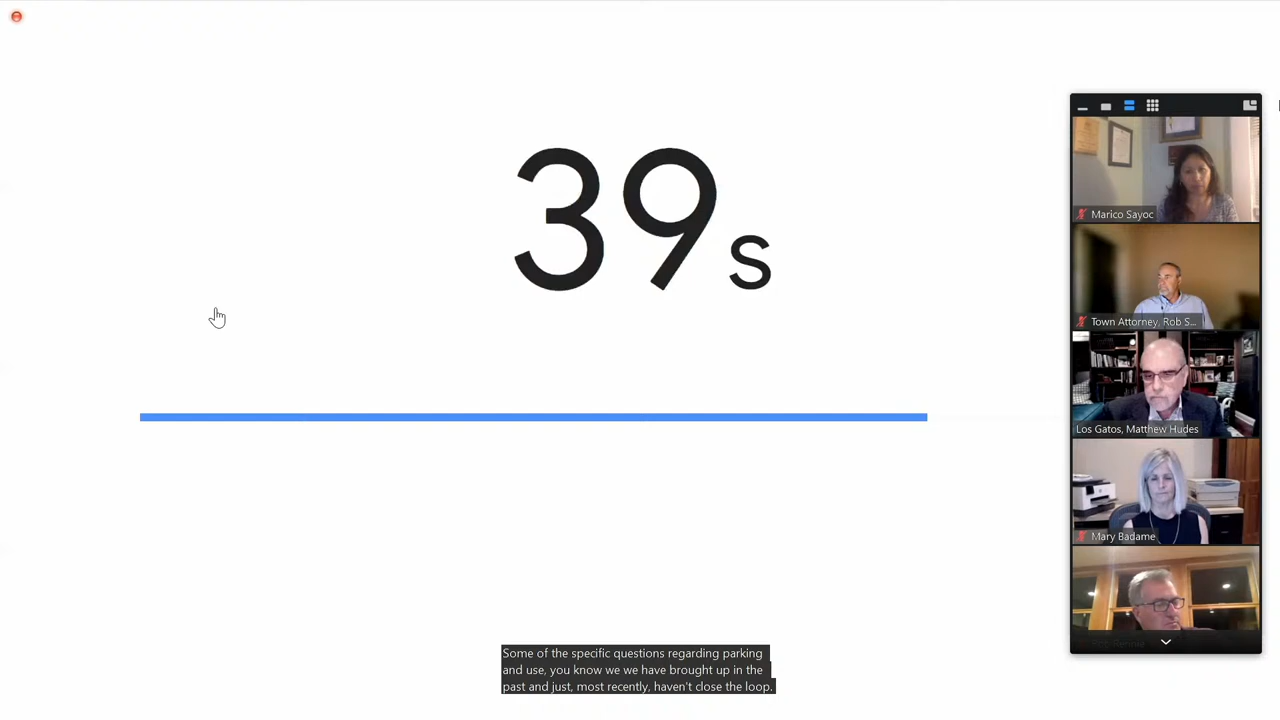 39s
Marico Sayoc
Town Attorney, Rob S...
Los Gatos, Matthew Hudes
Mary Badame
Some of the specific questions regarding parking
and use, you know we we have brought up in the
past and just, most recently, haven't close the loop.